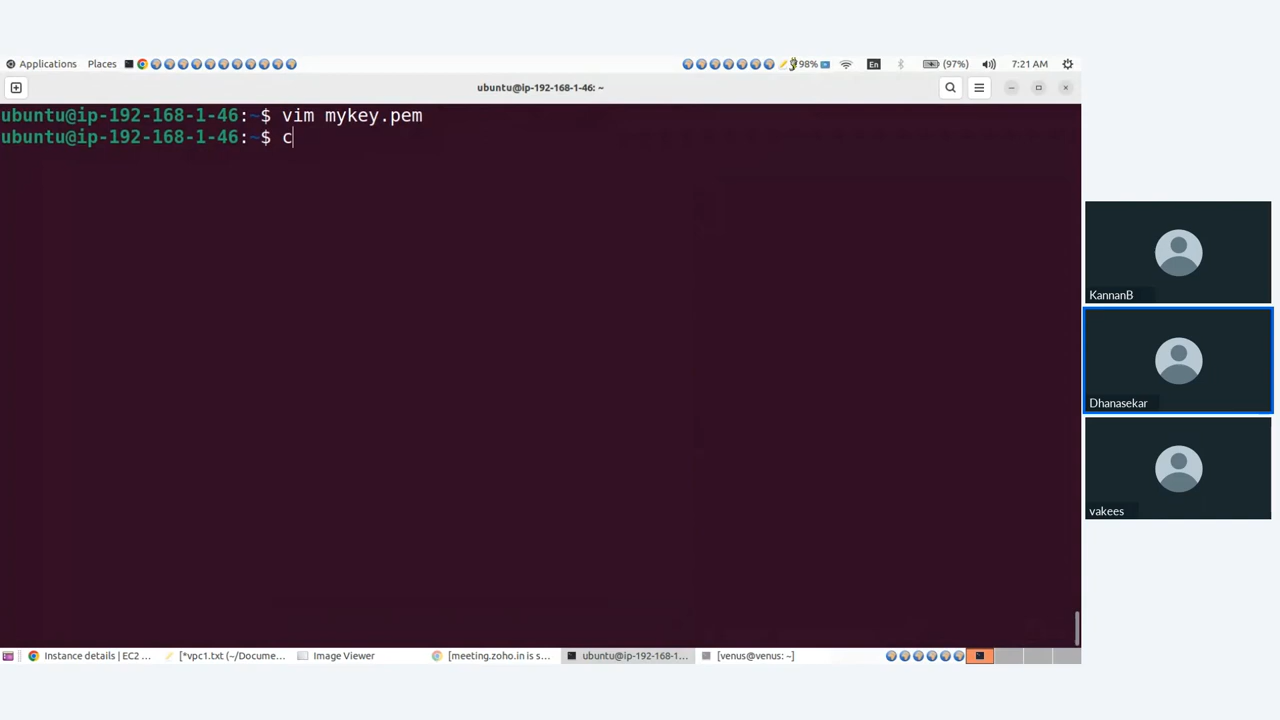 Applications Places 98% En (97%) 7:21 AM
ubuntu@ip-192-168-1-46: ~
ubuntu@ip-192-168-1-46:~$ vim mykey.pem
ubuntu@ip-192-168-1-46:~$ c
KannanB
Dhanasekar
vakees
Instance details | EC2 ... [*vpc1.txt (~/Docume... Image Viewer [meeting.zoho.in is s... ubuntu@ip-192-168-1... [venus@venus: ~]